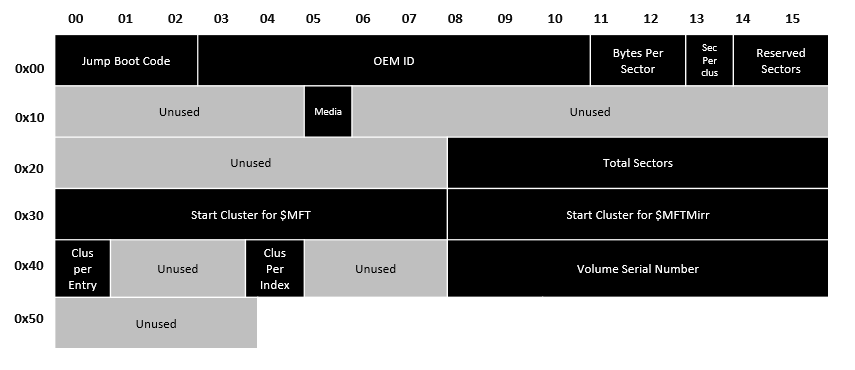 00 01 02 03 04 05 06 07 08 09 10 11 12 13 14 15
0x00 Jump Boot Code OEM ID Bytes Per Sector Sec Per clus Reserved Sectors
0x10 Unused Media Unused
0x20 Unused Total Sectors
0x30 Start Cluster for $MFT Start Cluster for $MFTMirr
0x40 Clus per Entry Unused Clus Per Index Unused Volume Serial Number
0x50 Unused